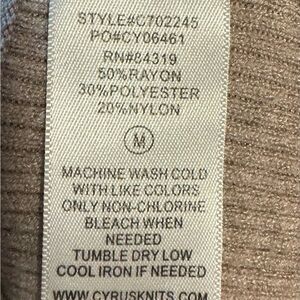 STYLE#C702245
PO#CY06461
RN#84319
50%RAYON
30%POLYESTER
20%NYLON
M
MACHINE WASH COLD
WITH LIKE COLORS
ONLY NON-CHLORINE
BLEACH WHEN
NEEDED
TUMBLE DRY LOW
COOL IRON IF NEEDED
WWW.CYRUSKNITS.COM